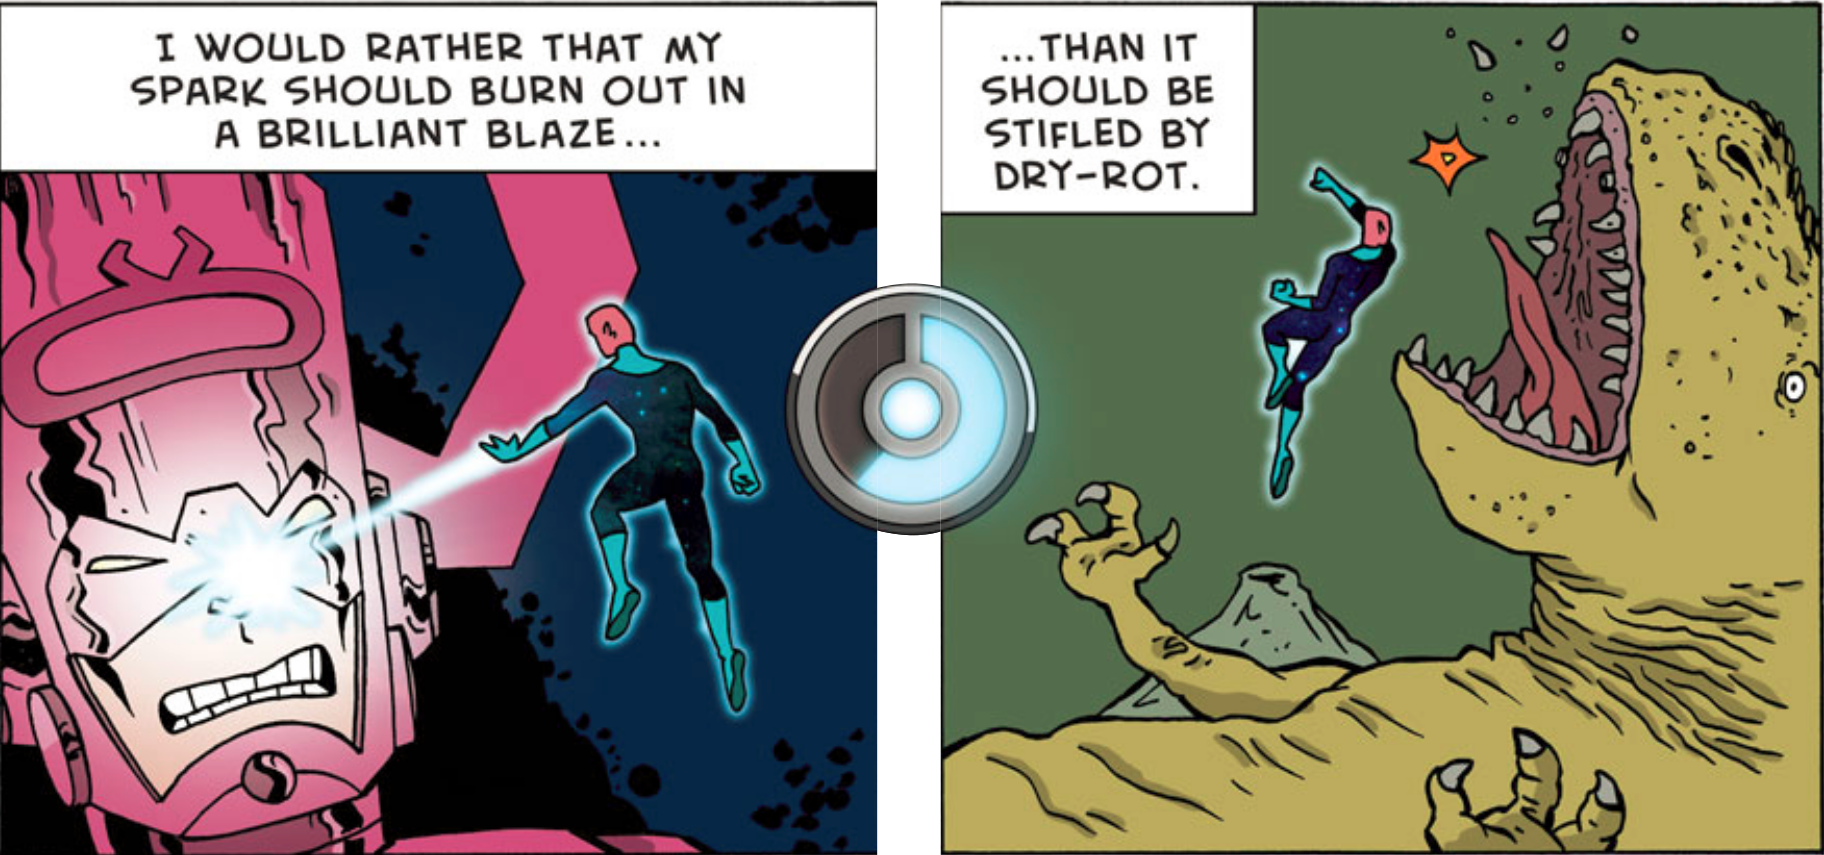 I WOULD RATHER THAT MY
SPARK SHOULD BURN OUT IN
A BRILLIANT BLAZE...
...THAN IT
SHOULD BE
STIFLED BY
DRY-ROT.